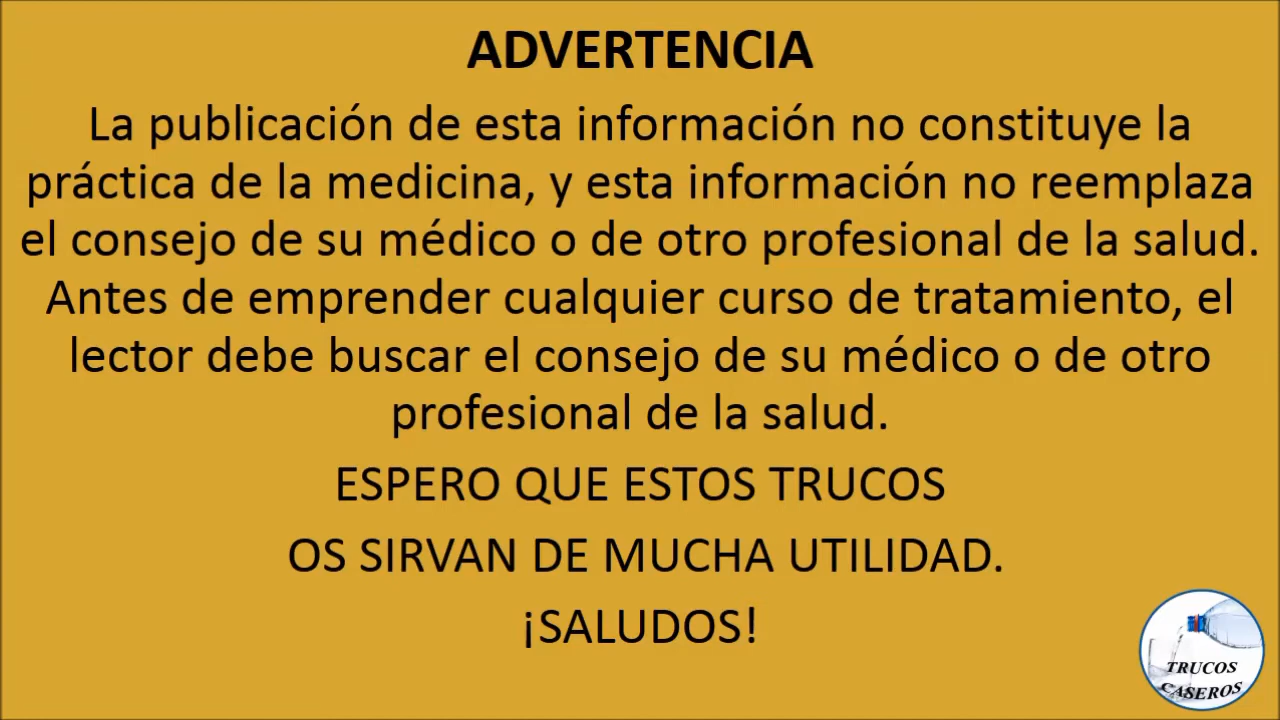 ADVERTENCIA
La publicación de esta información no constituye la
práctica de la medicina, y esta información no reemplaza
el consejo de su médico o de otro profesional de la salud.
Antes de emprender cualquier curso de tratamiento, el
lector debe buscar el consejo de su médico o de otro
profesional de la salud.
ESPERO QUE ESTOS TRUCOS
OS SIRVAN DE MUCHA UTILIDAD.
¡SALUDOS!
TRUCOS
CASEROS